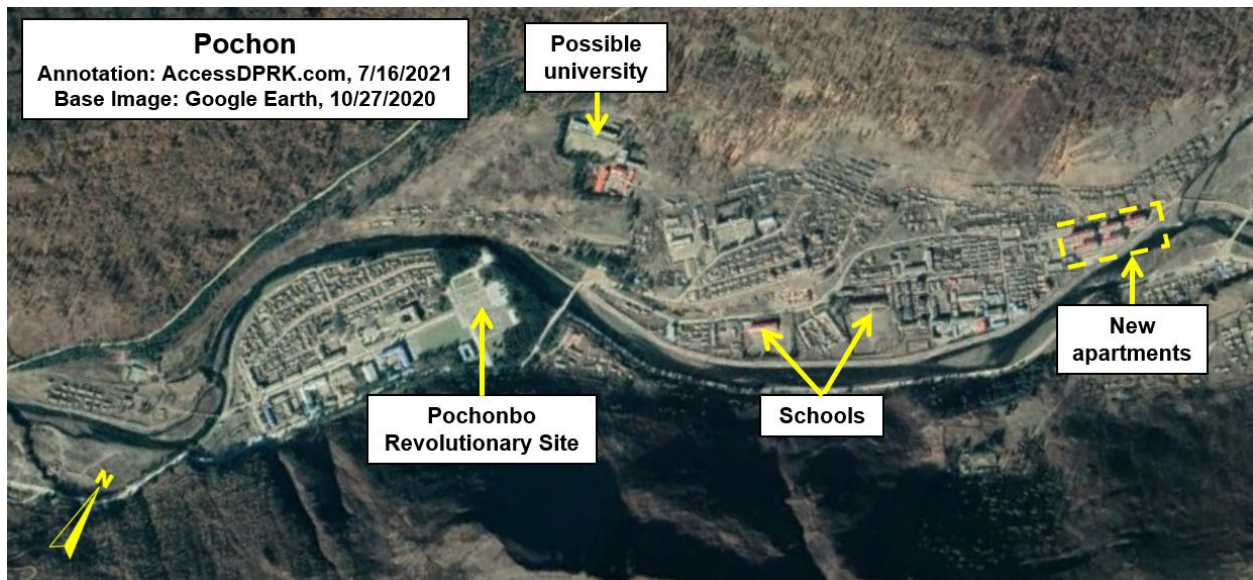 Pochon
Annotation: AccessDPRK.com, 7/16/2021
Base Image: Google Earth, 10/27/2020
Possible
university
New
apartments
Pochonbo
Revolutionary Site
Schools
N